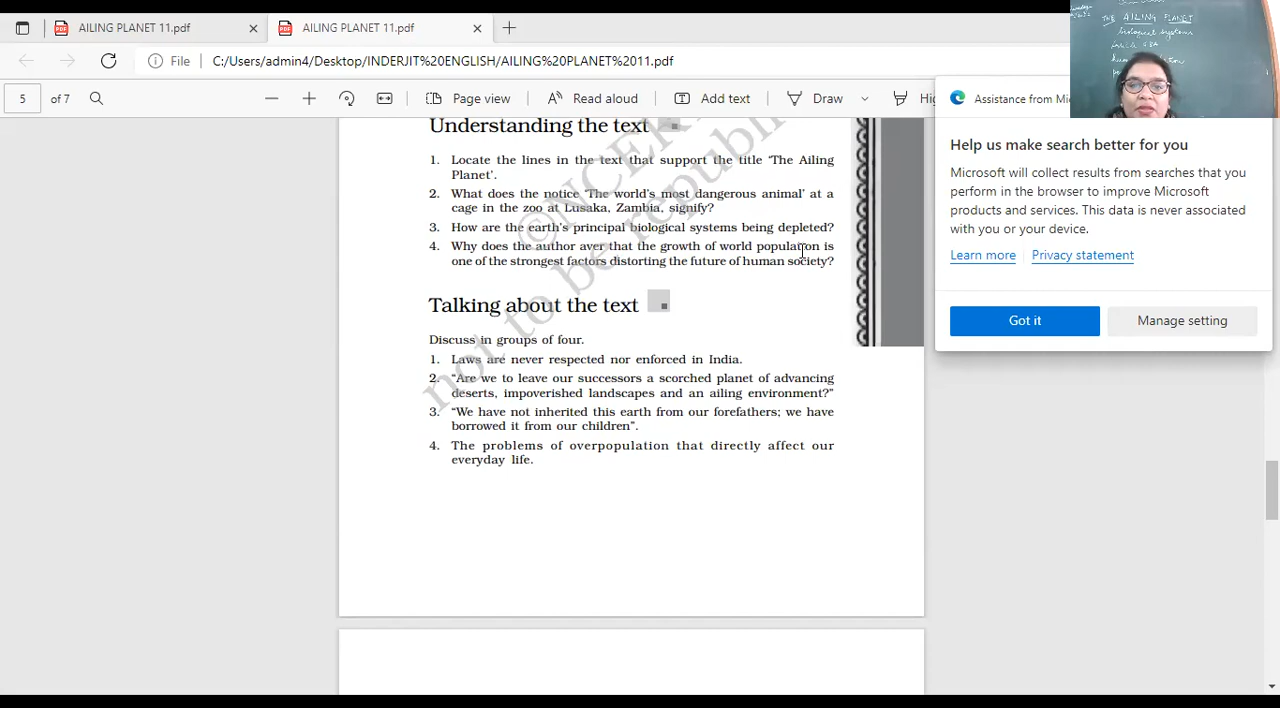 AILING PLANET 11.pdf
AILING PLANET 11.pdf
File
C:/Users/admin4/Desktop/INDERJIT%20ENGLISH/AILING%20PLANET%2011.pdf
5 of 7
Page view
Read aloud
Add text
Draw
THE AILING PLANET
biological systems
Assistance from Mi
Help us make search better for you
Microsoft will collect results from searches that you
perform in the browser to improve Microsoft
products and services. This data is never associated
with you or your device.
Learn more Privacy statement
Got it Manage setting
Understanding the text
1. Locate the lines in the text that support the title ‘The Ailing
Planet’.
2. What does the notice ‘The world’s most dangerous animal’ at a
cage in the zoo at Lusaka, Zambia, signify?
3. How are the earth’s principal biological systems being depleted?
4. Why does the author aver that the growth of world population is
one of the strongest factors distorting the future of human society?
Talking about the text
Discuss in groups of four.
1. Laws are never respected nor enforced in India.
2. “Are we to leave our successors a scorched planet of advancing
deserts, impoverished landscapes and an ailing environment?”
3. “We have not inherited this earth from our forefathers; we have
borrowed it from our children”.
4. The problems of overpopulation that directly affect our
everyday life.
©NCERT
not to be republi